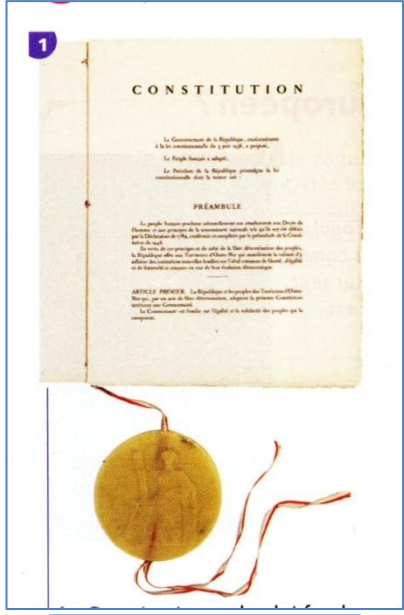 1
CONSTITUTION
Le Gouvernement de la République, conformément
à la loi constitutionnelle du 3 juin 1958, a proposé,
Le Peuple français a adopté,
Le Président de la République promulgue la loi
constitutionnelle dont la teneur suit :
PRÉAMBULE
Le peuple français proclame solennellement son attachement aux Droits de
l'homme et aux principes de la souveraineté nationale tels qu'ils ont été définis
par la Déclaration de 1789, confirmée et complétée par le préambule de la Consti-
tution de 1946.
En vertu de ces principes et de celui de la libre détermination des peuples,
la République offre aux Territoires d'Outre-Mer qui manifestent la volonté d'y
adhérer des institutions nouvelles fondées sur l'idéal commun de liberté, d'égalité
et de fraternité et conçues en vue de leur évolution démocratique.
ARTICLE PREMIER. La République et les peuples des Territoires d'Outre-
Mer qui, par un acte de libre détermination, adoptent la présente Constitution
instituent une Communauté.
La Communauté est fondée sur l'égalité et la solidarité des peuples qui la
composent.